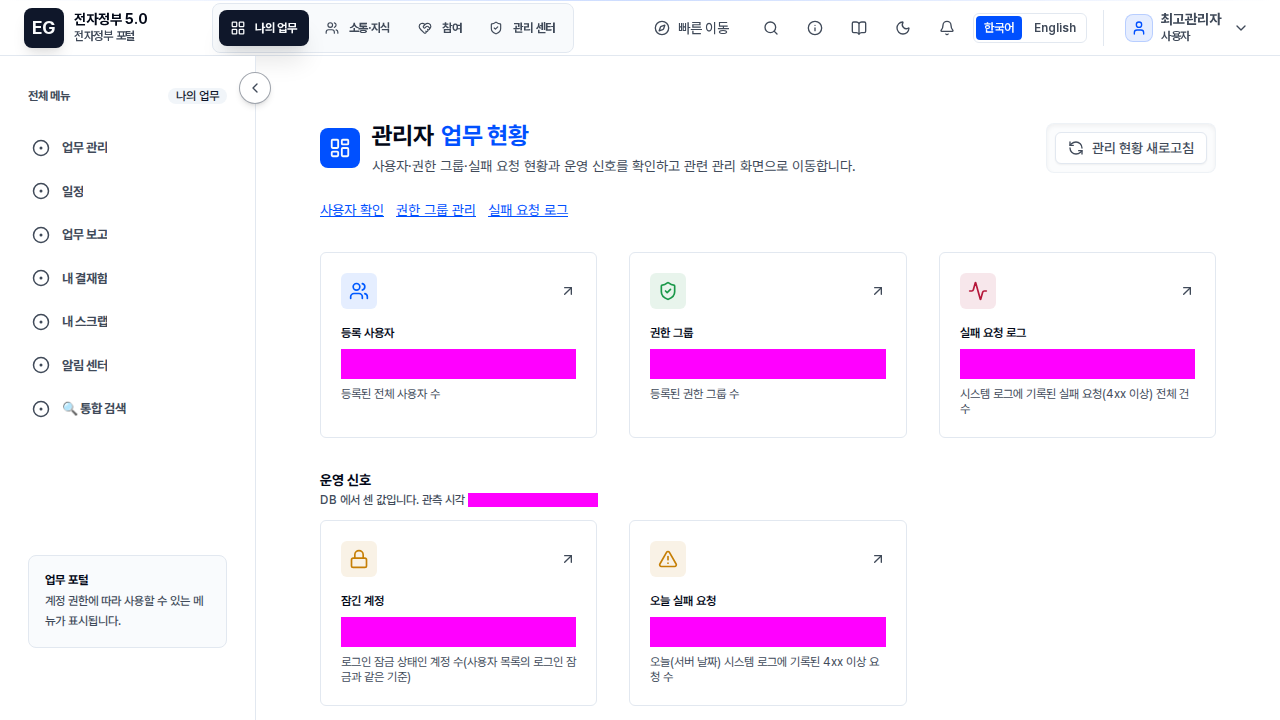 EG
전자정부 5.0
전자정부 포털
나의 업무
소통·지식
참여
관리 센터
빠른 이동
한국어
English
최고관리자
사용자
전체 메뉴
나의 업무
업무 관리
일정
업무 보고
내 결재함
내 스크랩
알림 센터
🔍 통합 검색
업무 포털
계정 권한에 따라 사용할 수 있는 메
뉴가 표시됩니다.
관리자 업무 현황
사용자·권한 그룹·실패 요청 현황과 운영 신호를 확인하고 관련 관리 화면으로 이동합니다.
관리 현황 새로고침
사용자 확인
권한 그룹 관리
실패 요청 로그
등록 사용자
등록된 전체 사용자 수
권한 그룹
등록된 권한 그룹 수
실패 요청 로그
시스템 로그에 기록된 실패 요청(4xx 이상) 전체 건
수
운영 신호
DB 에서 센 값입니다. 관측 시각
잠긴 계정
로그인 잠금 상태인 계정 수(사용자 목록의 로그인 잠
금과 같은 기준)
오늘 실패 요청
오늘(서버 날짜) 시스템 로그에 기록된 4xx 이상 요
청 수